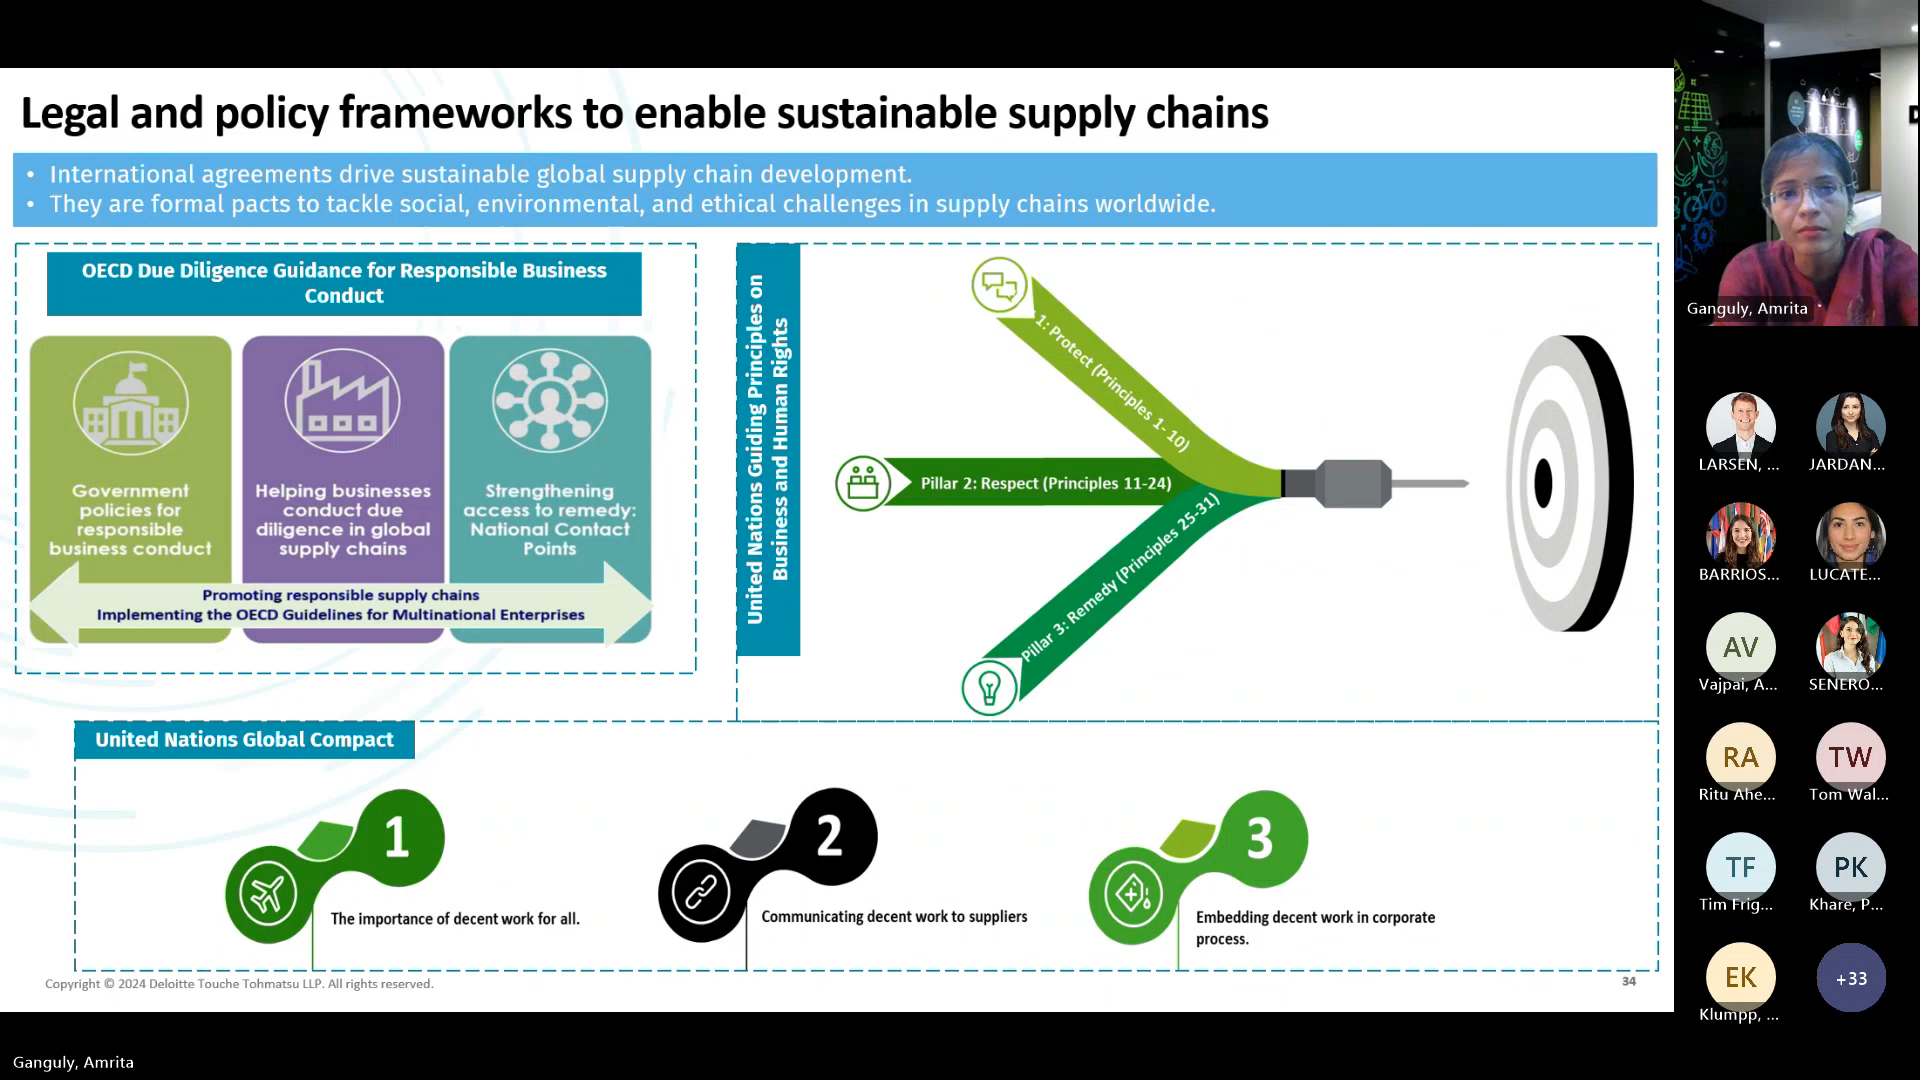 Legal and policy frameworks to enable sustainable supply chains
• International agreements drive sustainable global supply chain development.
• They are formal pacts to tackle social, environmental, and ethical challenges in supply chains worldwide.
OECD Due Diligence Guidance for Responsible Business
Conduct
Government
policies for
responsible
business conduct
Helping businesses
conduct due
diligence in global
supply chains
Strengthening
access to remedy:
National Contact
Points
Promoting responsible supply chains
Implementing the OECD Guidelines for Multinational Enterprises
United Nations Guiding Principles on
Business and Human Rights
1: Protect (Principles 1- 10)
Pillar 2: Respect (Principles 11-24)
Pillar 3: Remedy (Principles 25-31)
United Nations Global Compact
1
The importance of decent work for all.
2
Communicating decent work to suppliers
3
Embedding decent work in corporate
process.
Copyright © 2024 Deloitte Touche Tohmatsu LLP. All rights reserved.
34
Ganguly, Amrita
Ganguly, Amrita
LARSEN, ...
JARDAN...
BARRIOS...
LUCATE...
AV
Vajpai, A...
SENERO...
RA
Ritu Ahe...
TW
Tom Wal...
TF
Tim Frig...
PK
Khare, P...
EK
Klumpp, ...
+33